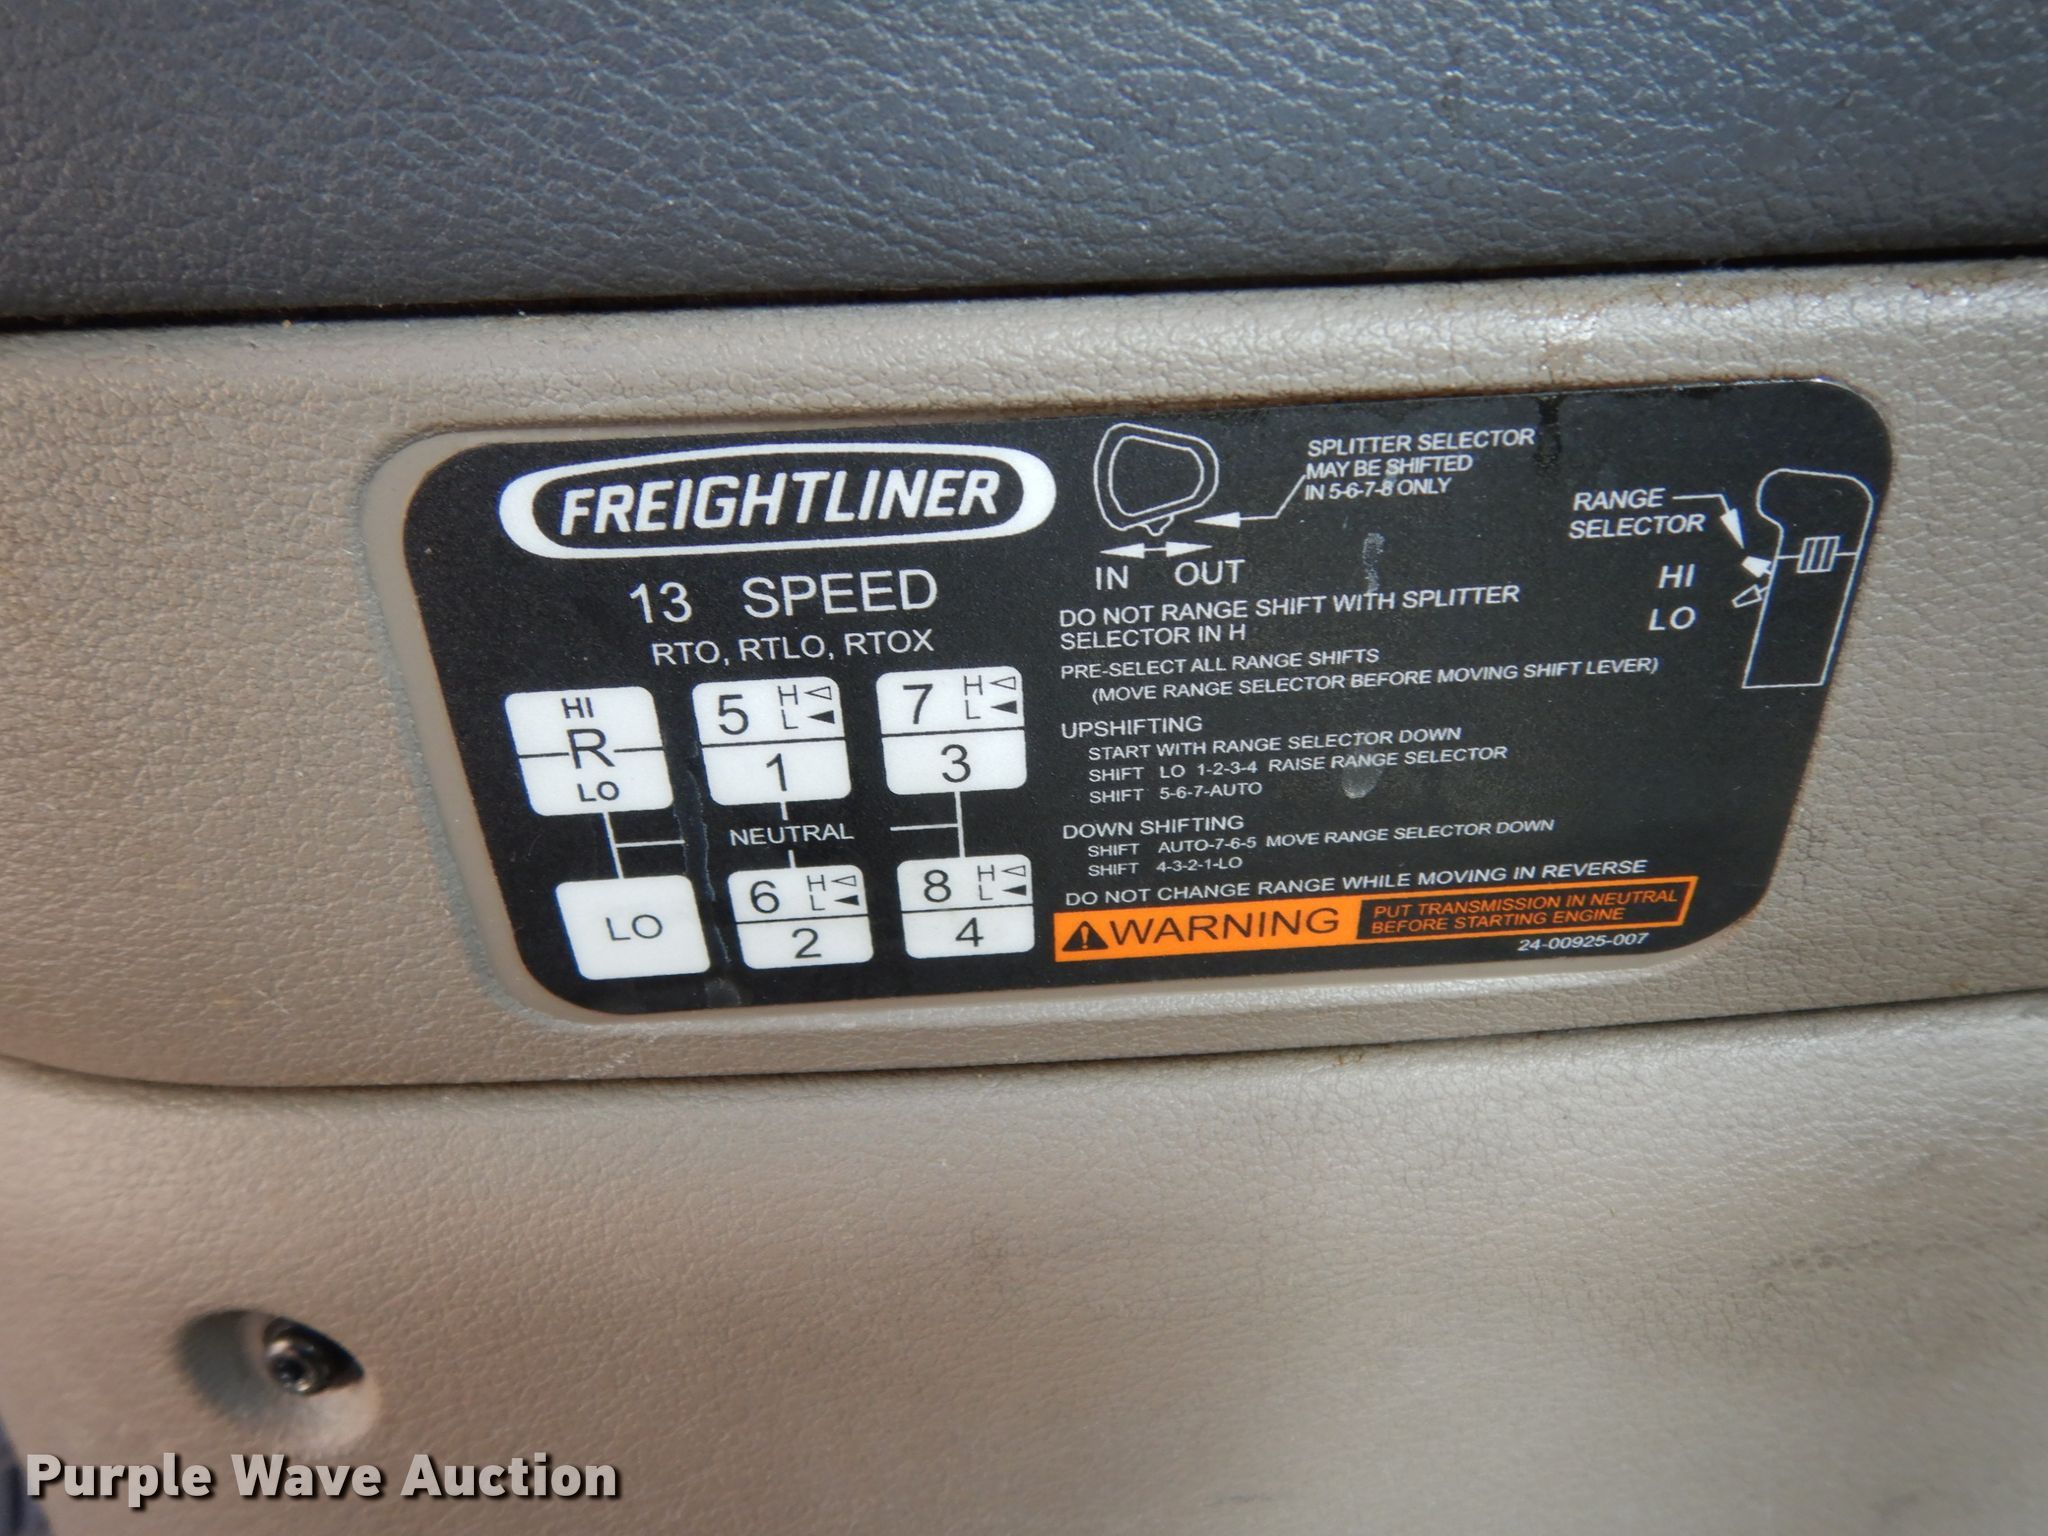 FREIGHTLINER
13 SPEED
RTO, RTLO, RTOX
HI
R
LO
5 H
L
1
7 H
L
3
NEUTRAL
LO
6 H
L
2
8 H
L
4
SPLITTER SELECTOR
MAY BE SHIFTED
IN 5-6-7-8 ONLY
IN OUT
RANGE
SELECTOR
HI
LO
DO NOT RANGE SHIFT WITH SPLITTER
SELECTOR IN H
PRE-SELECT ALL RANGE SHIFTS
(MOVE RANGE SELECTOR BEFORE MOVING SHIFT LEVER)
UPSHIFTING
START WITH RANGE SELECTOR DOWN
SHIFT LO 1-2-3-4 RAISE RANGE SELECTOR
SHIFT 5-6-7-AUTO
DOWN SHIFTING
SHIFT AUTO-7-6-5 MOVE RANGE SELECTOR DOWN
SHIFT 4-3-2-1-LO
DO NOT CHANGE RANGE WHILE MOVING IN REVERSE
WARNING
PUT TRANSMISSION IN NEUTRAL
BEFORE STARTING ENGINE
24-00925-007
Purple Wave Auction